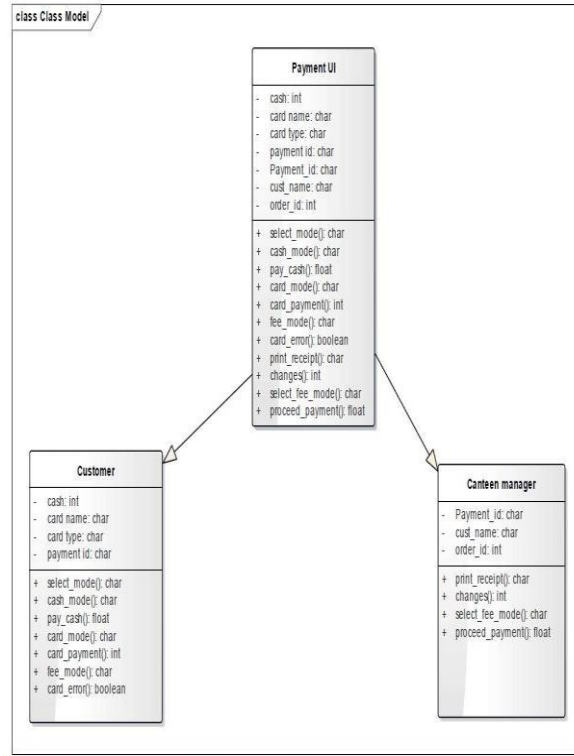 class Class Model
Payment UI
- cash: int
- card name: char
- card type: char
- payment id: char
- Payment_id: char
- cust_name: char
- order_id: int
+ select_mode(): char
+ cash_mode(): char
+ pay_cash(): float
+ card_mode(): char
+ card_payment(): int
+ fee_mode(): char
+ card_error(): boolean
+ print_receipt(): char
+ changes(): int
+ select_fee_mode(): char
+ proceed_payment(): float
Customer
- cash: int
- card name: char
- card type: char
- payment id: char
+ select_mode(): char
+ cash_mode(): char
+ pay_cash(): float
+ card_mode(): char
+ card_payment(): int
+ fee_mode(): char
+ card_error(): boolean
Canteen manager
- Payment_id: char
- cust_name: char
- order_id: int
+ print_receipt(): char
+ changes(): int
+ select_fee_mode(): char
+ proceed_payment(): float